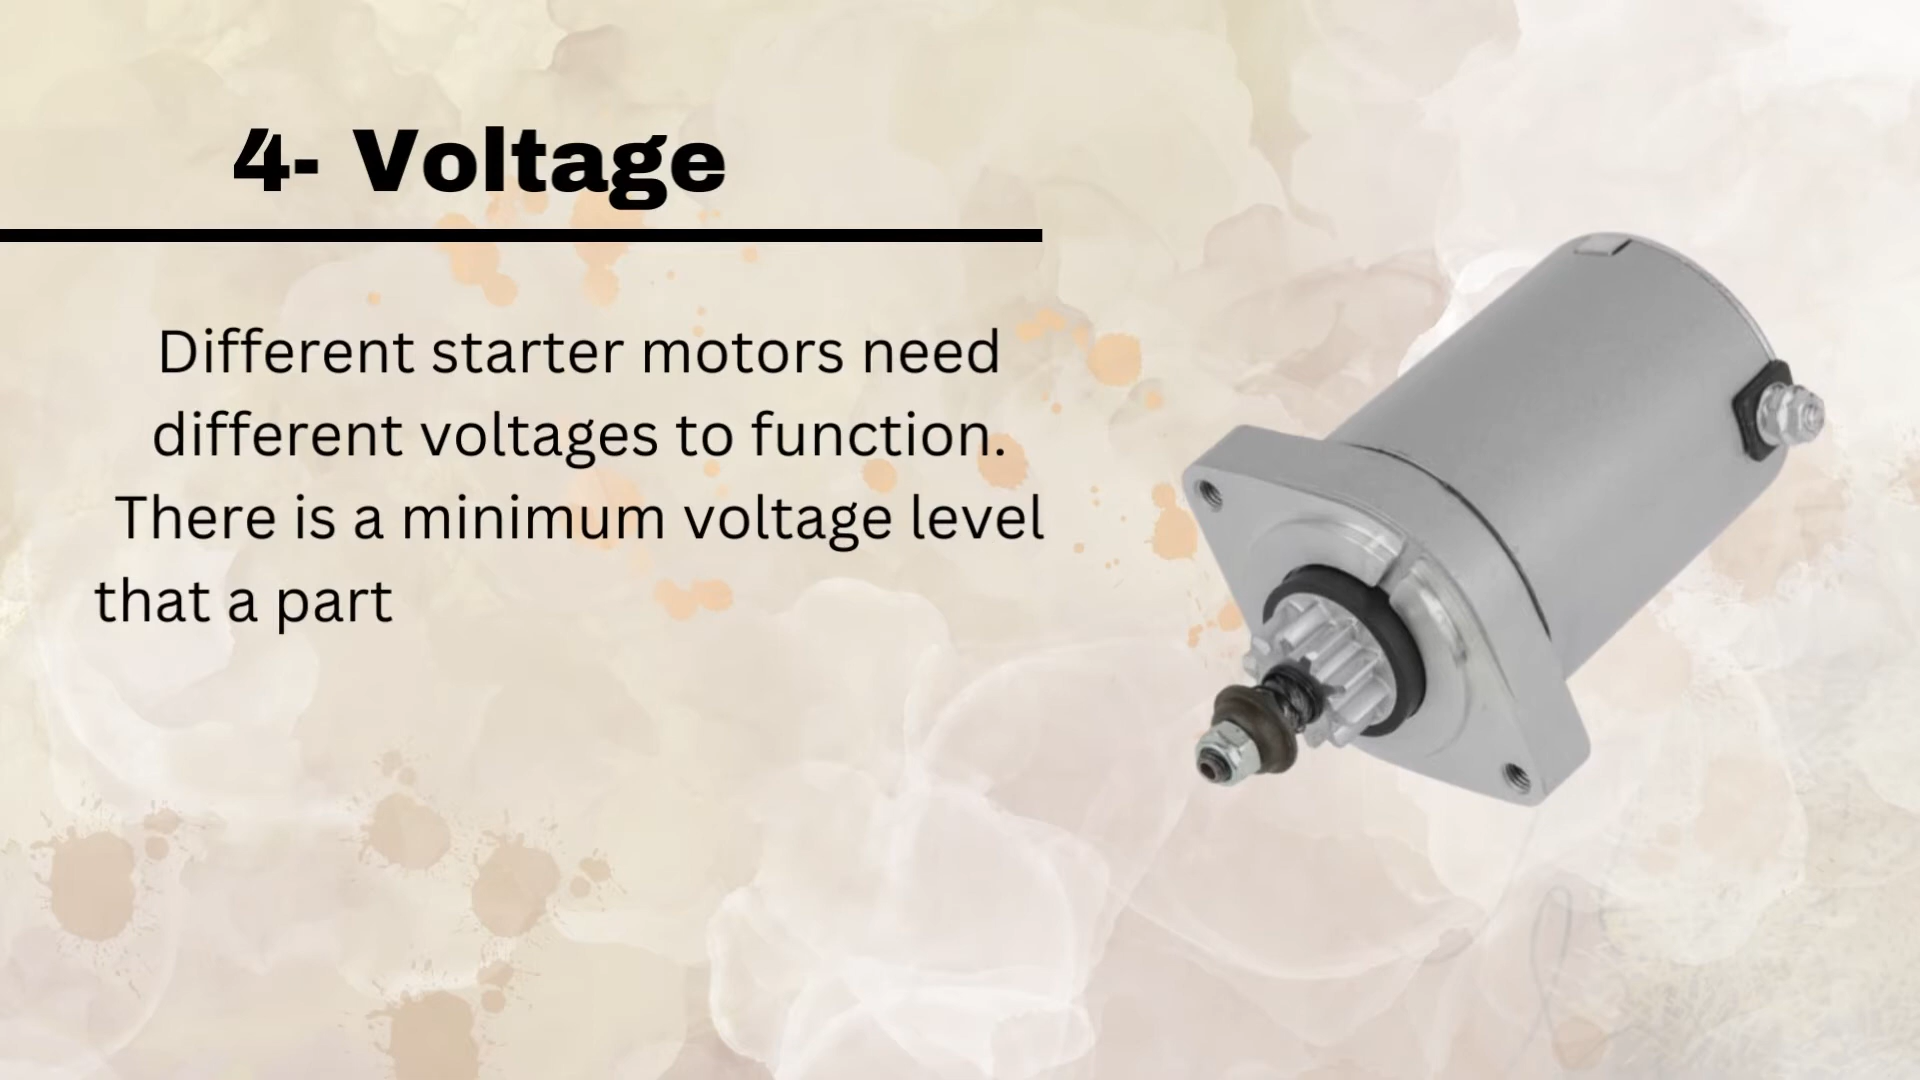 4- Voltage
Different starter motors need
different voltages to function.
There is a minimum voltage level
that a part